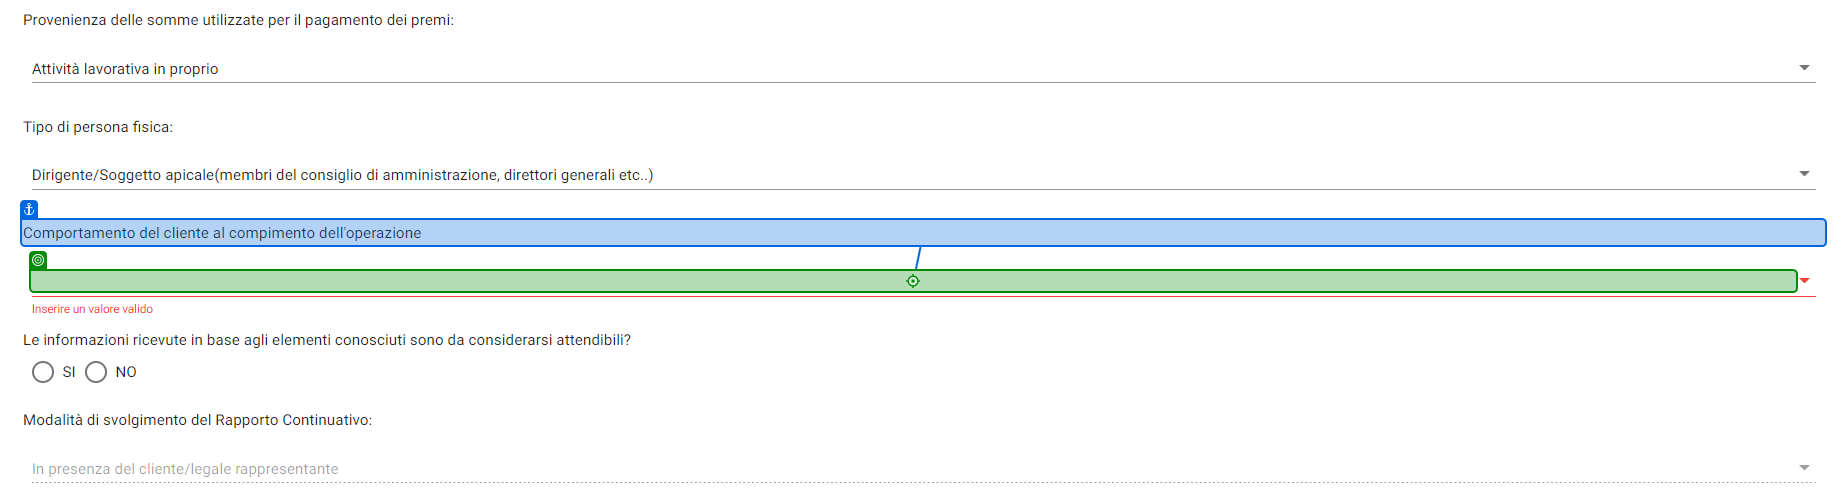 Provenienza delle somme utilizzate per il pagamento dei premi:
Attività lavorativa in proprio
Tipo di persona fisica:
Dirigente/Soggetto apicale(membri del consiglio di amministrazione, direttori generali etc..)
Comportamento del cliente al compimento dell'operazione
Inserire un valore valido
Le informazioni ricevute in base agli elementi conosciuti sono da considerarsi attendibili?
SI NO
Modalità di svolgimento del Rapporto Continuativo:
In presenza del cliente/legale rappresentante